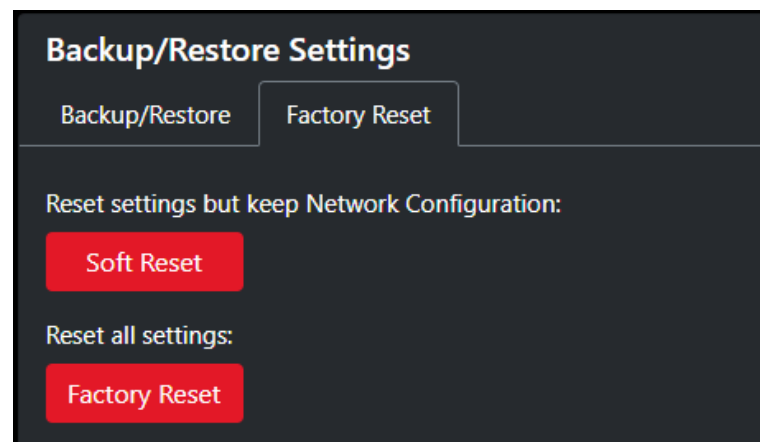 Backup/Restore Settings
Backup/Restore
Factory Reset
Reset settings but keep Network Configuration:
Soft Reset
Reset all settings:
Factory Reset